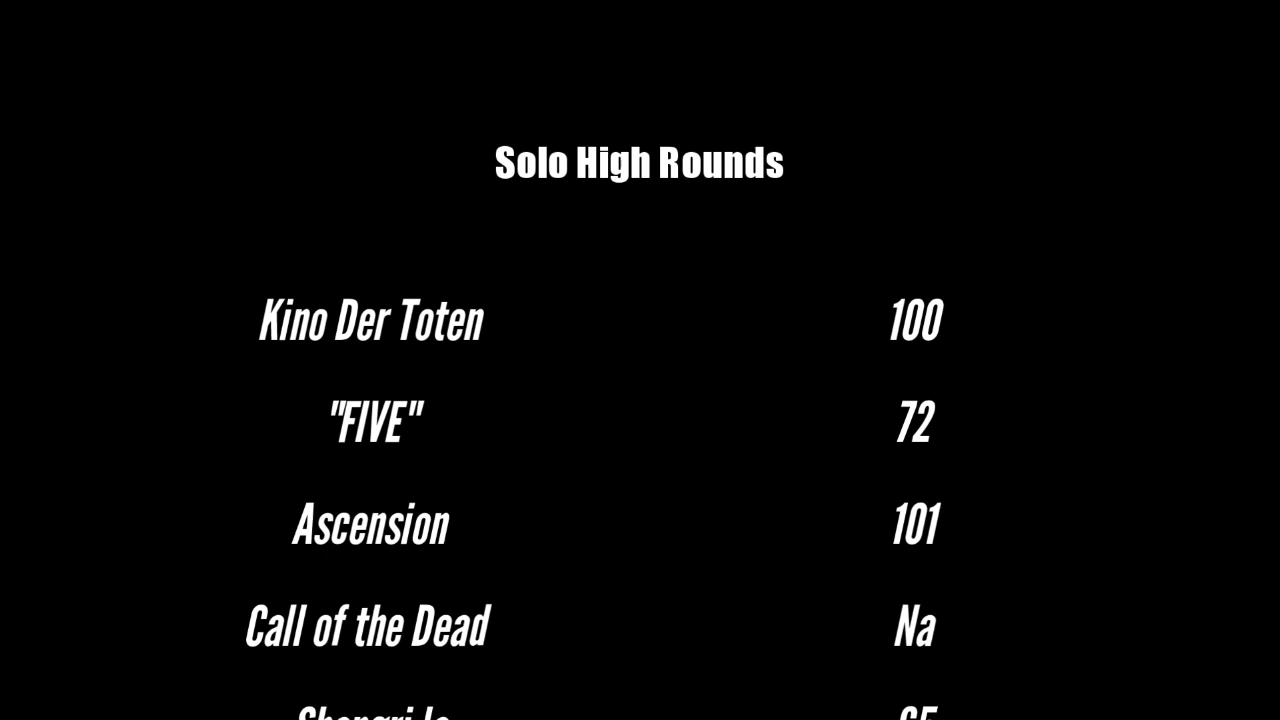 Solo High Rounds
Kino Der Toten 100
"FIVE" 72
Ascension 101
Call of the Dead Na